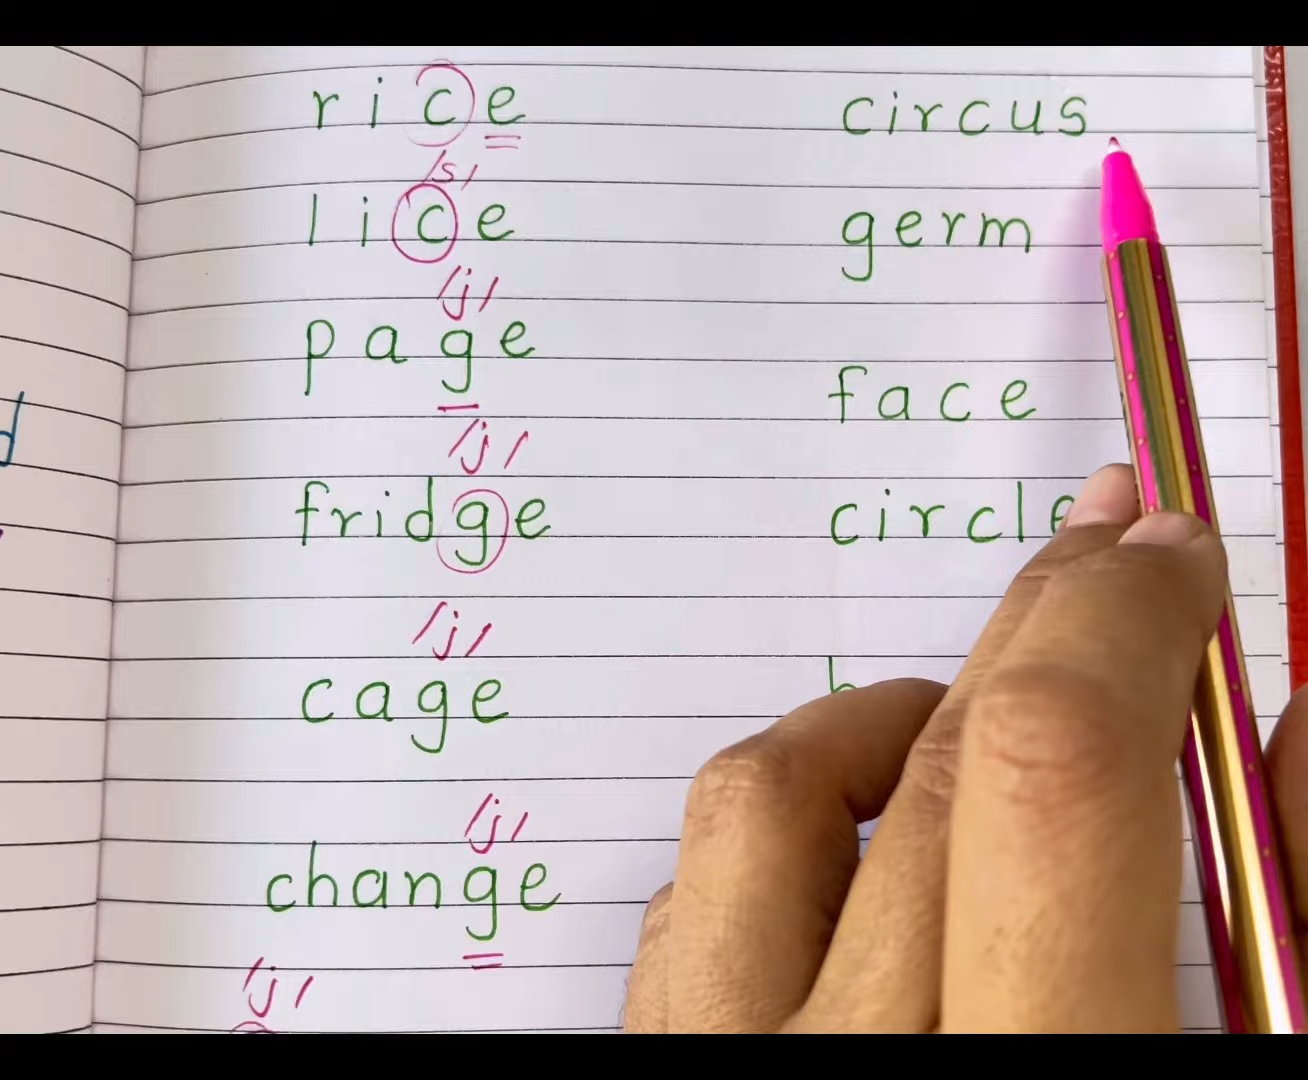 rice
/s/
lice
/j/
page
/j/
fridge
/j/
cage
/j/
change
/j/
circus
germ
face
circle